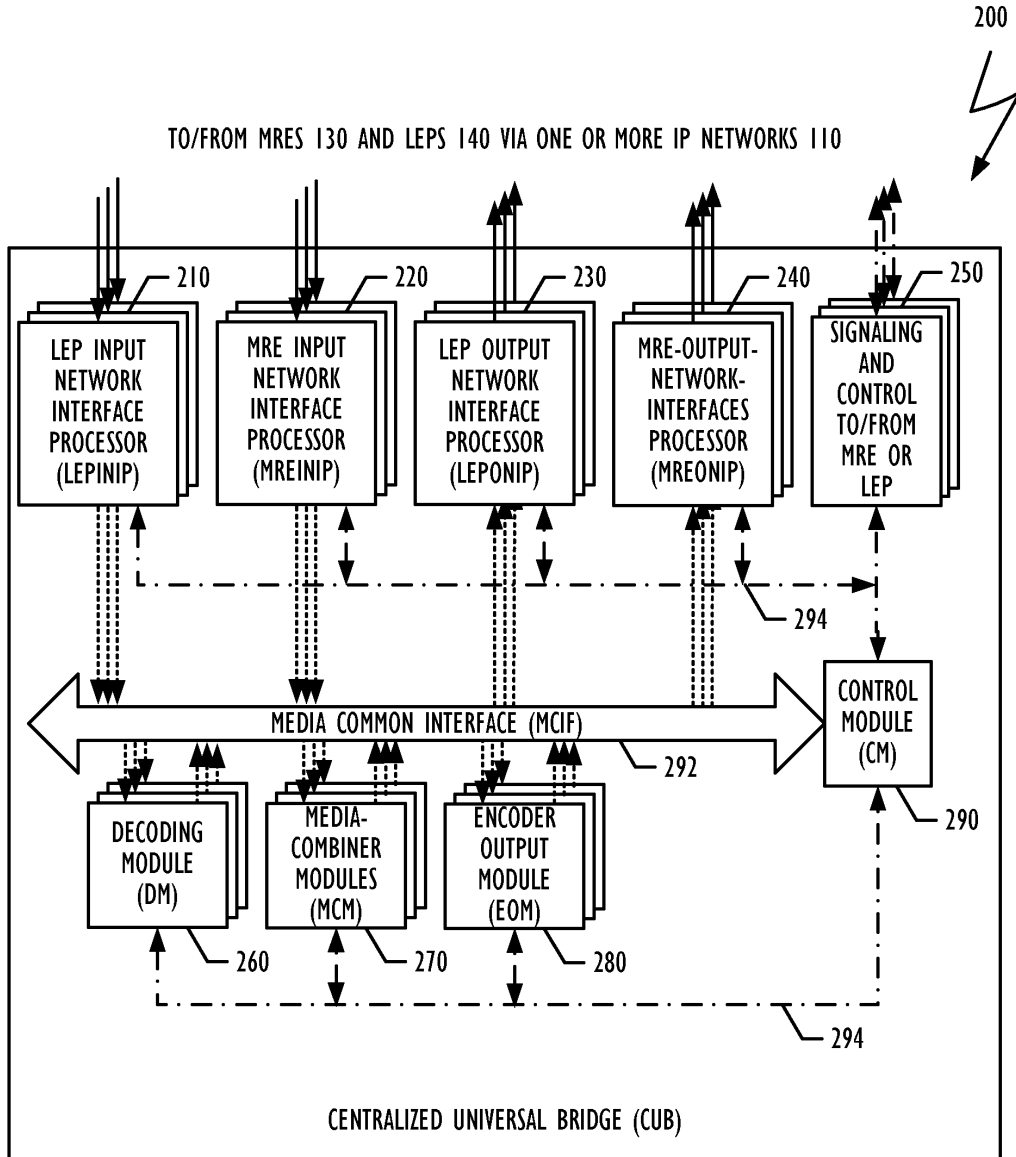 200
TO/FROM MRES 130 AND LEPS 140 VIA ONE OR MORE IP NETWORKS 110
210
220
230
240
250
LEP INPUT
NETWORK
INTERFACE
PROCESSOR
(LEPINIP)
MRE INPUT
NETWORK
INTERFACE
PROCESSOR
(MREINIP)
LEP OUTPUT
NETWORK
INTERFACE
PROCESSOR
(LEPONIP)
MRE-OUTPUT-
NETWORK-
INTERFACES
PROCESSOR
(MREONIP)
SIGNALING
AND
CONTROL
TO/FROM
MRE OR
LEP
294
MEDIA COMMON INTERFACE (MCIF)
292
CONTROL
MODULE
(CM)
290
DECODING
MODULE
(DM)
260
MEDIA-
COMBINER
MODULES
(MCM)
270
ENCODER
OUTPUT
MODULE
(EOM)
280
294
CENTRALIZED UNIVERSAL BRIDGE (CUB)